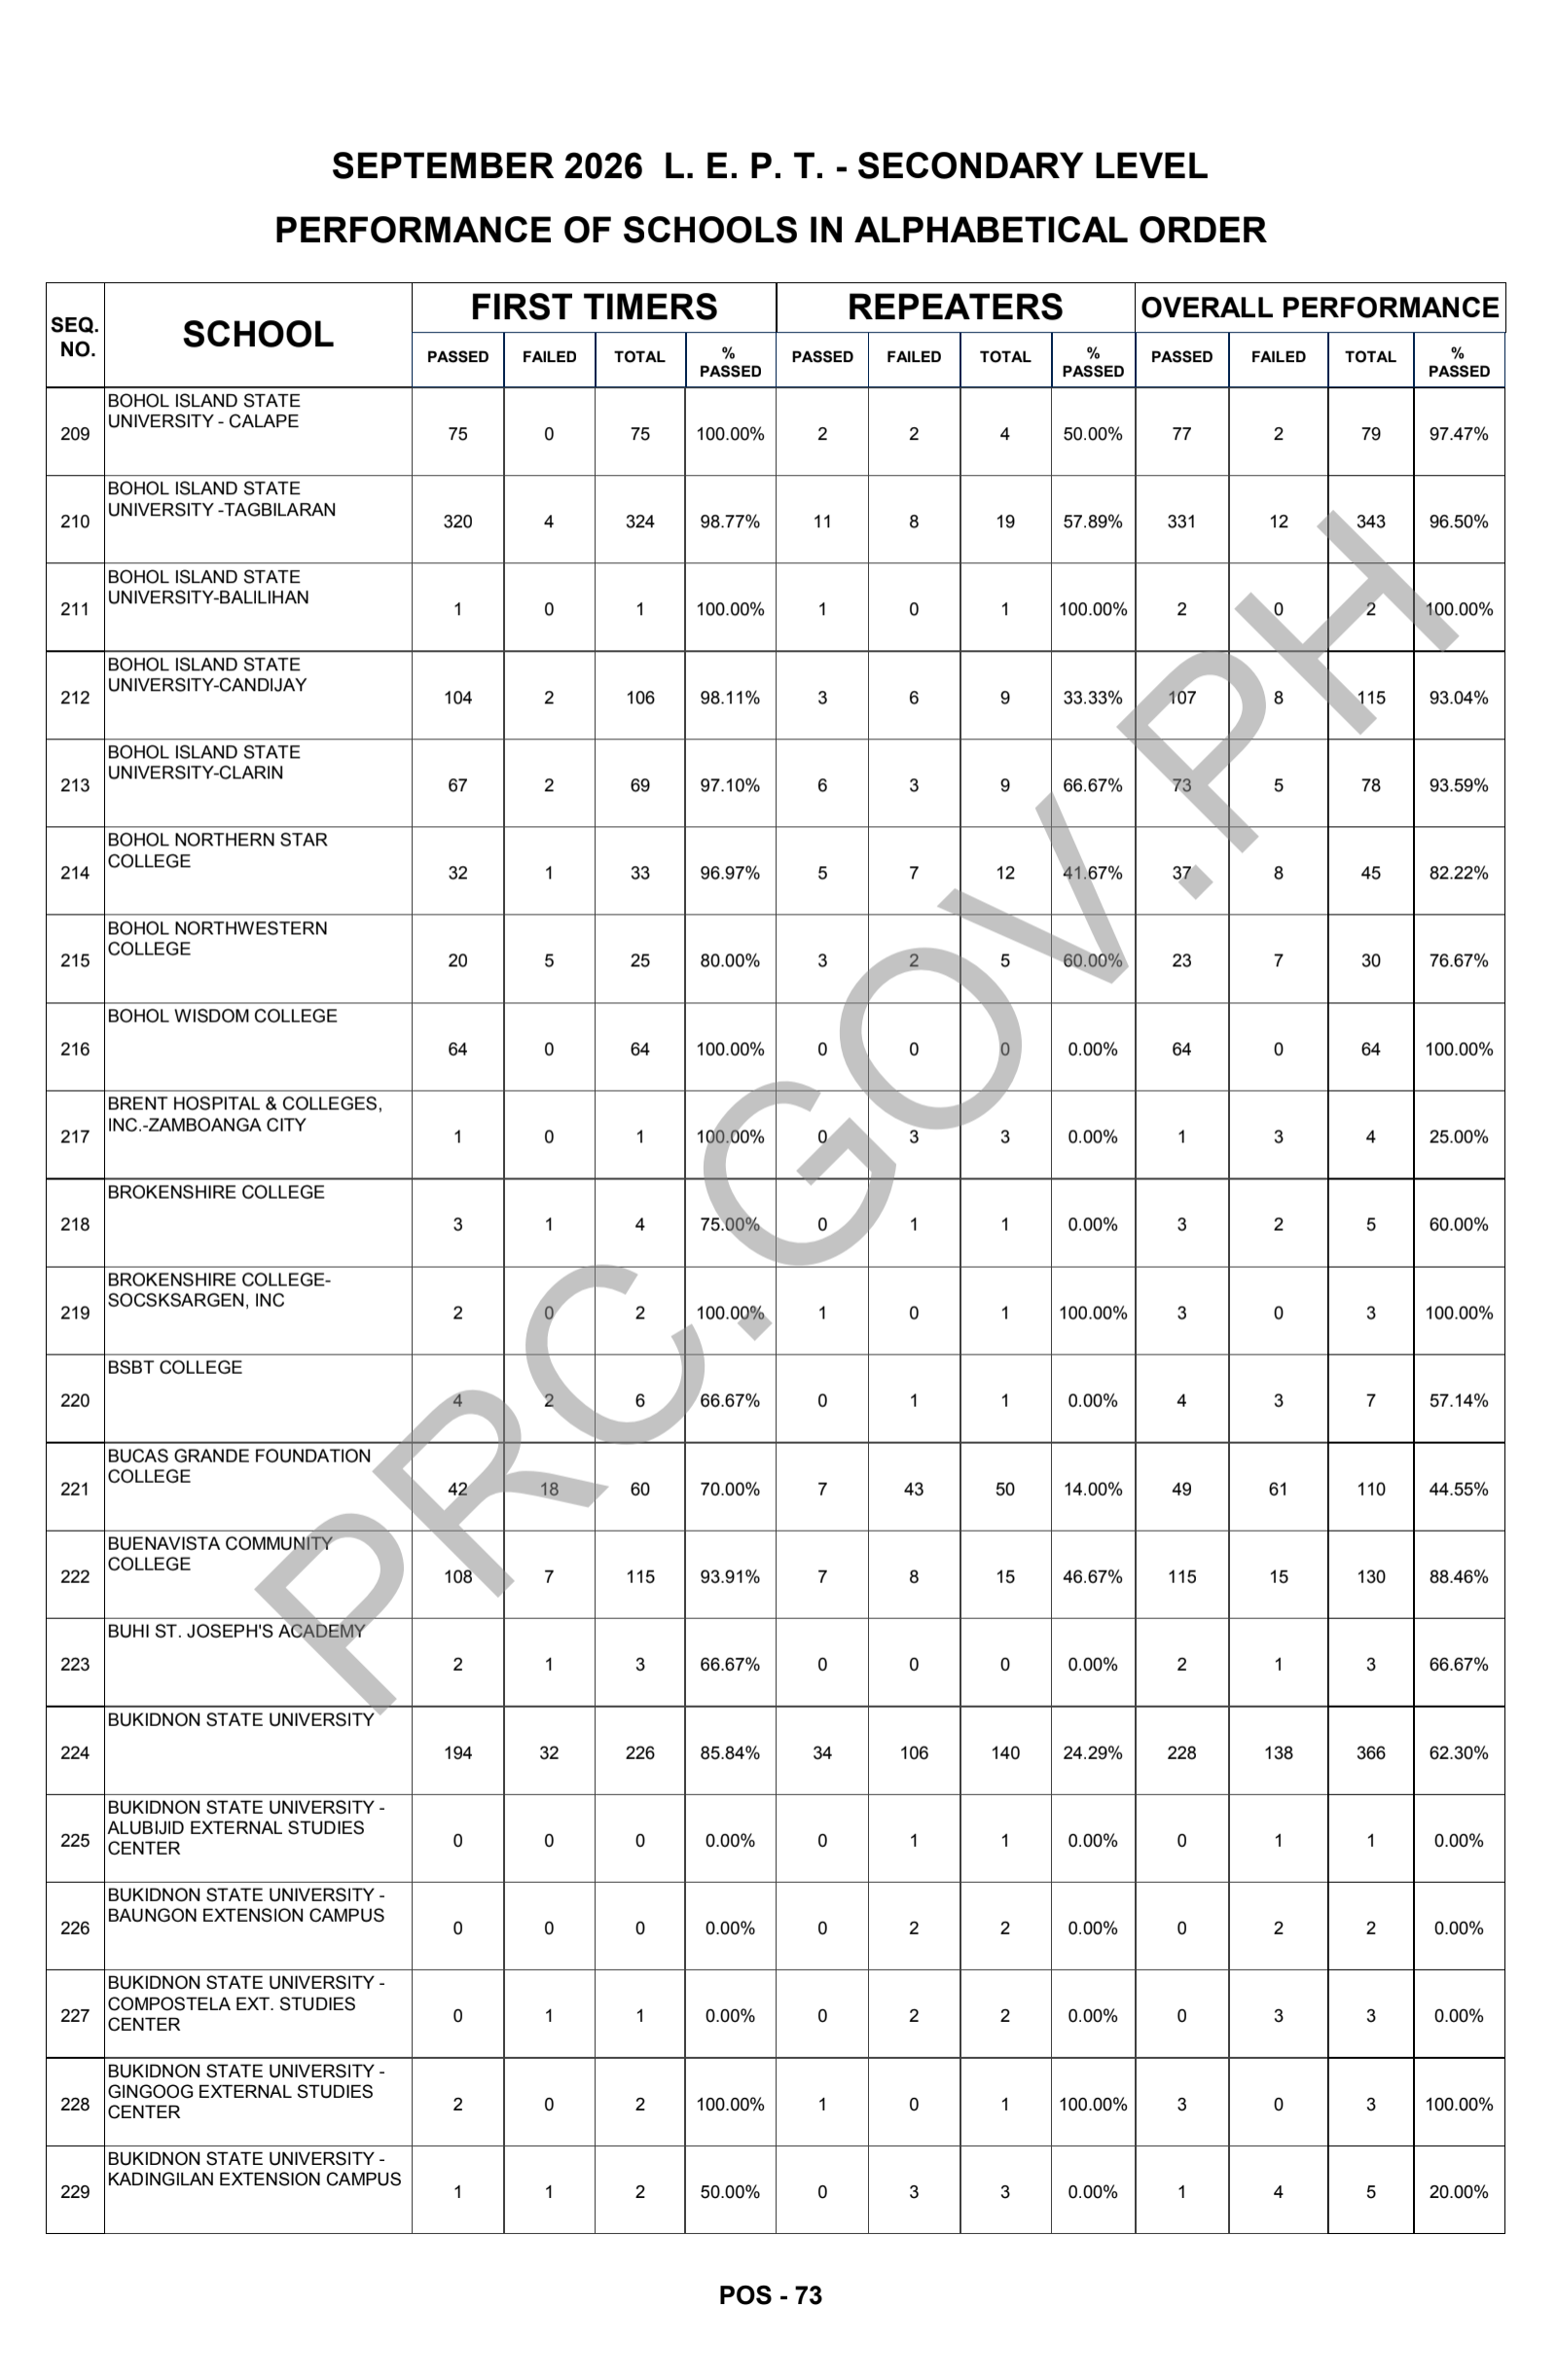 SEPTEMBER 2026 L. E. P. T. - SECONDARY LEVEL
PERFORMANCE OF SCHOOLS IN ALPHABETICAL ORDER
SEQ. NO. SCHOOL FIRST TIMERS REPEATERS OVERALL PERFORMANCE
PASSED FAILED TOTAL % PASSED PASSED FAILED TOTAL % PASSED PASSED FAILED TOTAL % PASSED
BOHOL ISLAND STATE
UNIVERSITY - CALAPE
209 75 0 75 100.00% 2 2 4 50.00% 77 2 79 97.47%
BOHOL ISLAND STATE
UNIVERSITY -TAGBILARAN
210 320 4 324 98.77% 11 8 19 57.89% 331 12 343 96.50%
BOHOL ISLAND STATE
UNIVERSITY-BALILIHAN
211 1 0 1 100.00% 1 0 1 100.00% 2 0 2 100.00%
BOHOL ISLAND STATE
UNIVERSITY-CANDIJAY
212 104 2 106 98.11% 3 6 9 33.33% 107 8 115 93.04%
BOHOL ISLAND STATE
UNIVERSITY-CLARIN
213 67 2 69 97.10% 6 3 9 66.67% 73 5 78 93.59%
BOHOL NORTHERN STAR
COLLEGE
214 32 1 33 96.97% 5 7 12 41.67% 37 8 45 82.22%
BOHOL NORTHWESTERN
COLLEGE
215 20 5 25 80.00% 3 2 5 60.00% 23 7 30 76.67%
BOHOL WISDOM COLLEGE
216 64 0 64 100.00% 0 0 0 0.00% 64 0 64 100.00%
BRENT HOSPITAL & COLLEGES,
INC.-ZAMBOANGA CITY
217 1 0 1 100.00% 0 3 3 0.00% 1 3 4 25.00%
BROKENSHIRE COLLEGE
218 3 1 4 75.00% 0 1 1 0.00% 3 2 5 60.00%
BROKENSHIRE COLLEGE-
SOCSKSARGEN, INC
219 2 0 2 100.00% 1 0 1 100.00% 3 0 3 100.00%
BSBT COLLEGE
220 4 2 6 66.67% 0 1 1 0.00% 4 3 7 57.14%
BUCAS GRANDE FOUNDATION
COLLEGE
221 42 18 60 70.00% 7 43 50 14.00% 49 61 110 44.55%
BUENAVISTA COMMUNITY
COLLEGE
222 108 7 115 93.91% 7 8 15 46.67% 115 15 130 88.46%
BUHI ST. JOSEPH'S ACADEMY
223 2 1 3 66.67% 0 0 0 0.00% 2 1 3 66.67%
BUKIDNON STATE UNIVERSITY
224 194 32 226 85.84% 34 106 140 24.29% 228 138 366 62.30%
BUKIDNON STATE UNIVERSITY -
ALUBIJID EXTERNAL STUDIES
CENTER
225 0 0 0 0.00% 0 1 1 0.00% 0 1 1 0.00%
BUKIDNON STATE UNIVERSITY -
BAUNGON EXTENSION CAMPUS
226 0 0 0 0.00% 0 2 2 0.00% 0 2 2 0.00%
BUKIDNON STATE UNIVERSITY -
COMPOSTELA EXT. STUDIES
CENTER
227 0 1 1 0.00% 0 2 2 0.00% 0 3 3 0.00%
BUKIDNON STATE UNIVERSITY -
GINGOOG EXTERNAL STUDIES
CENTER
228 2 0 2 100.00% 1 0 1 100.00% 3 0 3 100.00%
BUKIDNON STATE UNIVERSITY -
KADINGILAN EXTENSION CAMPUS
229 1 1 2 50.00% 0 3 3 0.00% 1 4 5 20.00%
PRC.GOV.PH
POS - 73